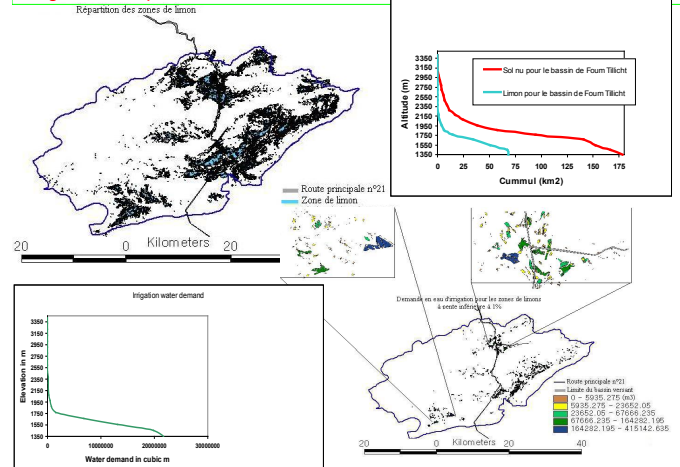 Répartition des zones de limon
Route principale n°21
Zone de limon
20 0 20
Kilometers
Altitude (m)
3350
3150
2950
2750
2550
2350
2150
1950
1750
1550
1350
Sol nu pour le bassin de Foum Tillicht
Limon pour le bassin de Foum Tillicht
0 25 50 75 100 125 150 175
Cummul (km2)
Irrigation water demand
Elevation in m
3350
3150
2950
2750
2550
2350
2150
1950
1750
1550
1350
0 10000000 20000000 30000000
Water demand in cubic m
Demande en eau d'irrigation pour les zones de limons
à pente inférieure à 1%
Route principale n°21
Limite du bassin versant
0 - 5935.275 (m3)
5935.275 - 23652.05
23652.05 - 67666.235
67666.235 - 164282.195
164282.195 - 415142.635
20 0 20 40
Kilometers